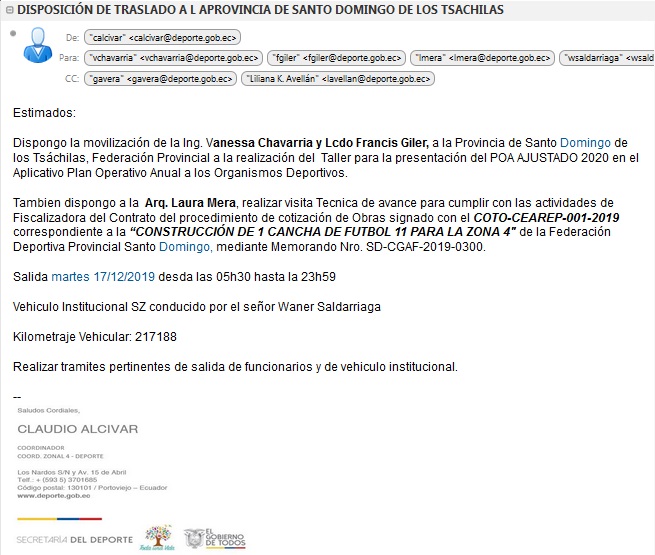 DISPOSICIÓN DE TRASLADO A L APROVINCIA DE SANTO DOMINGO DE LOS TSACHILAS
De: "calcivar" <calcivar@deporte.gob.ec>
Para: "vchavarria" <vchavarria@deporte.gob.ec> "fgiler" <fgiler@deporte.gob.ec> "lmera" <lmera@deporte.gob.ec> "wsaldarriaga" <wsald
CC: "gavera" <gavera@deporte.gob.ec> "Liliana K. Avellán" <lavellan@deporte.gob.ec>
Estimados:
Dispongo la movilización de la Ing. Vanessa Chavarria y Lcdo Francis Giler, a la Provincia de Santo Domingo de
los Tsáchilas, Federación Provincial a la realización del Taller para la presentación del POA AJUSTADO 2020 en el
Aplicativo Plan Operativo Anual a los Organismos Deportivos.
Tambien dispongo a la Arq. Laura Mera, realizar visita Tecnica de avance para cumplir con las actividades de
Fiscalizadora del Contrato del procedimiento de cotización de Obras signado con el COTO-CEAREP-001-2019
correspondiente a la “CONSTRUCCIÓN DE 1 CANCHA DE FUTBOL 11 PARA LA ZONA 4" de la Federación
Deportiva Provincial Santo Domingo, mediante Memorando Nro. SD-CGAF-2019-0300.
Salida martes 17/12/2019 desda las 05h30 hasta la 23h59
Vehiculo Institucional SZ conducido por el señor Waner Saldarriaga
Kilometraje Vehicular: 217188
Realizar tramites pertinentes de salida de funcionarios y de vehiculo institucional.
--
Saludos Cordiales,
CLAUDIO ALCIVAR
COORDINADOR
COORD. ZONAL 4 - DEPORTE
Los Nardos S/N y Av. 15 de Abril
Telf.: + (593 5) 3701685
Código postal: 130101 / Portoviejo – Ecuador
www.deporte.gob.ec
SECRETARÍA DEL DEPORTE Toda una Vida EL GOBIERNO DE TODOS